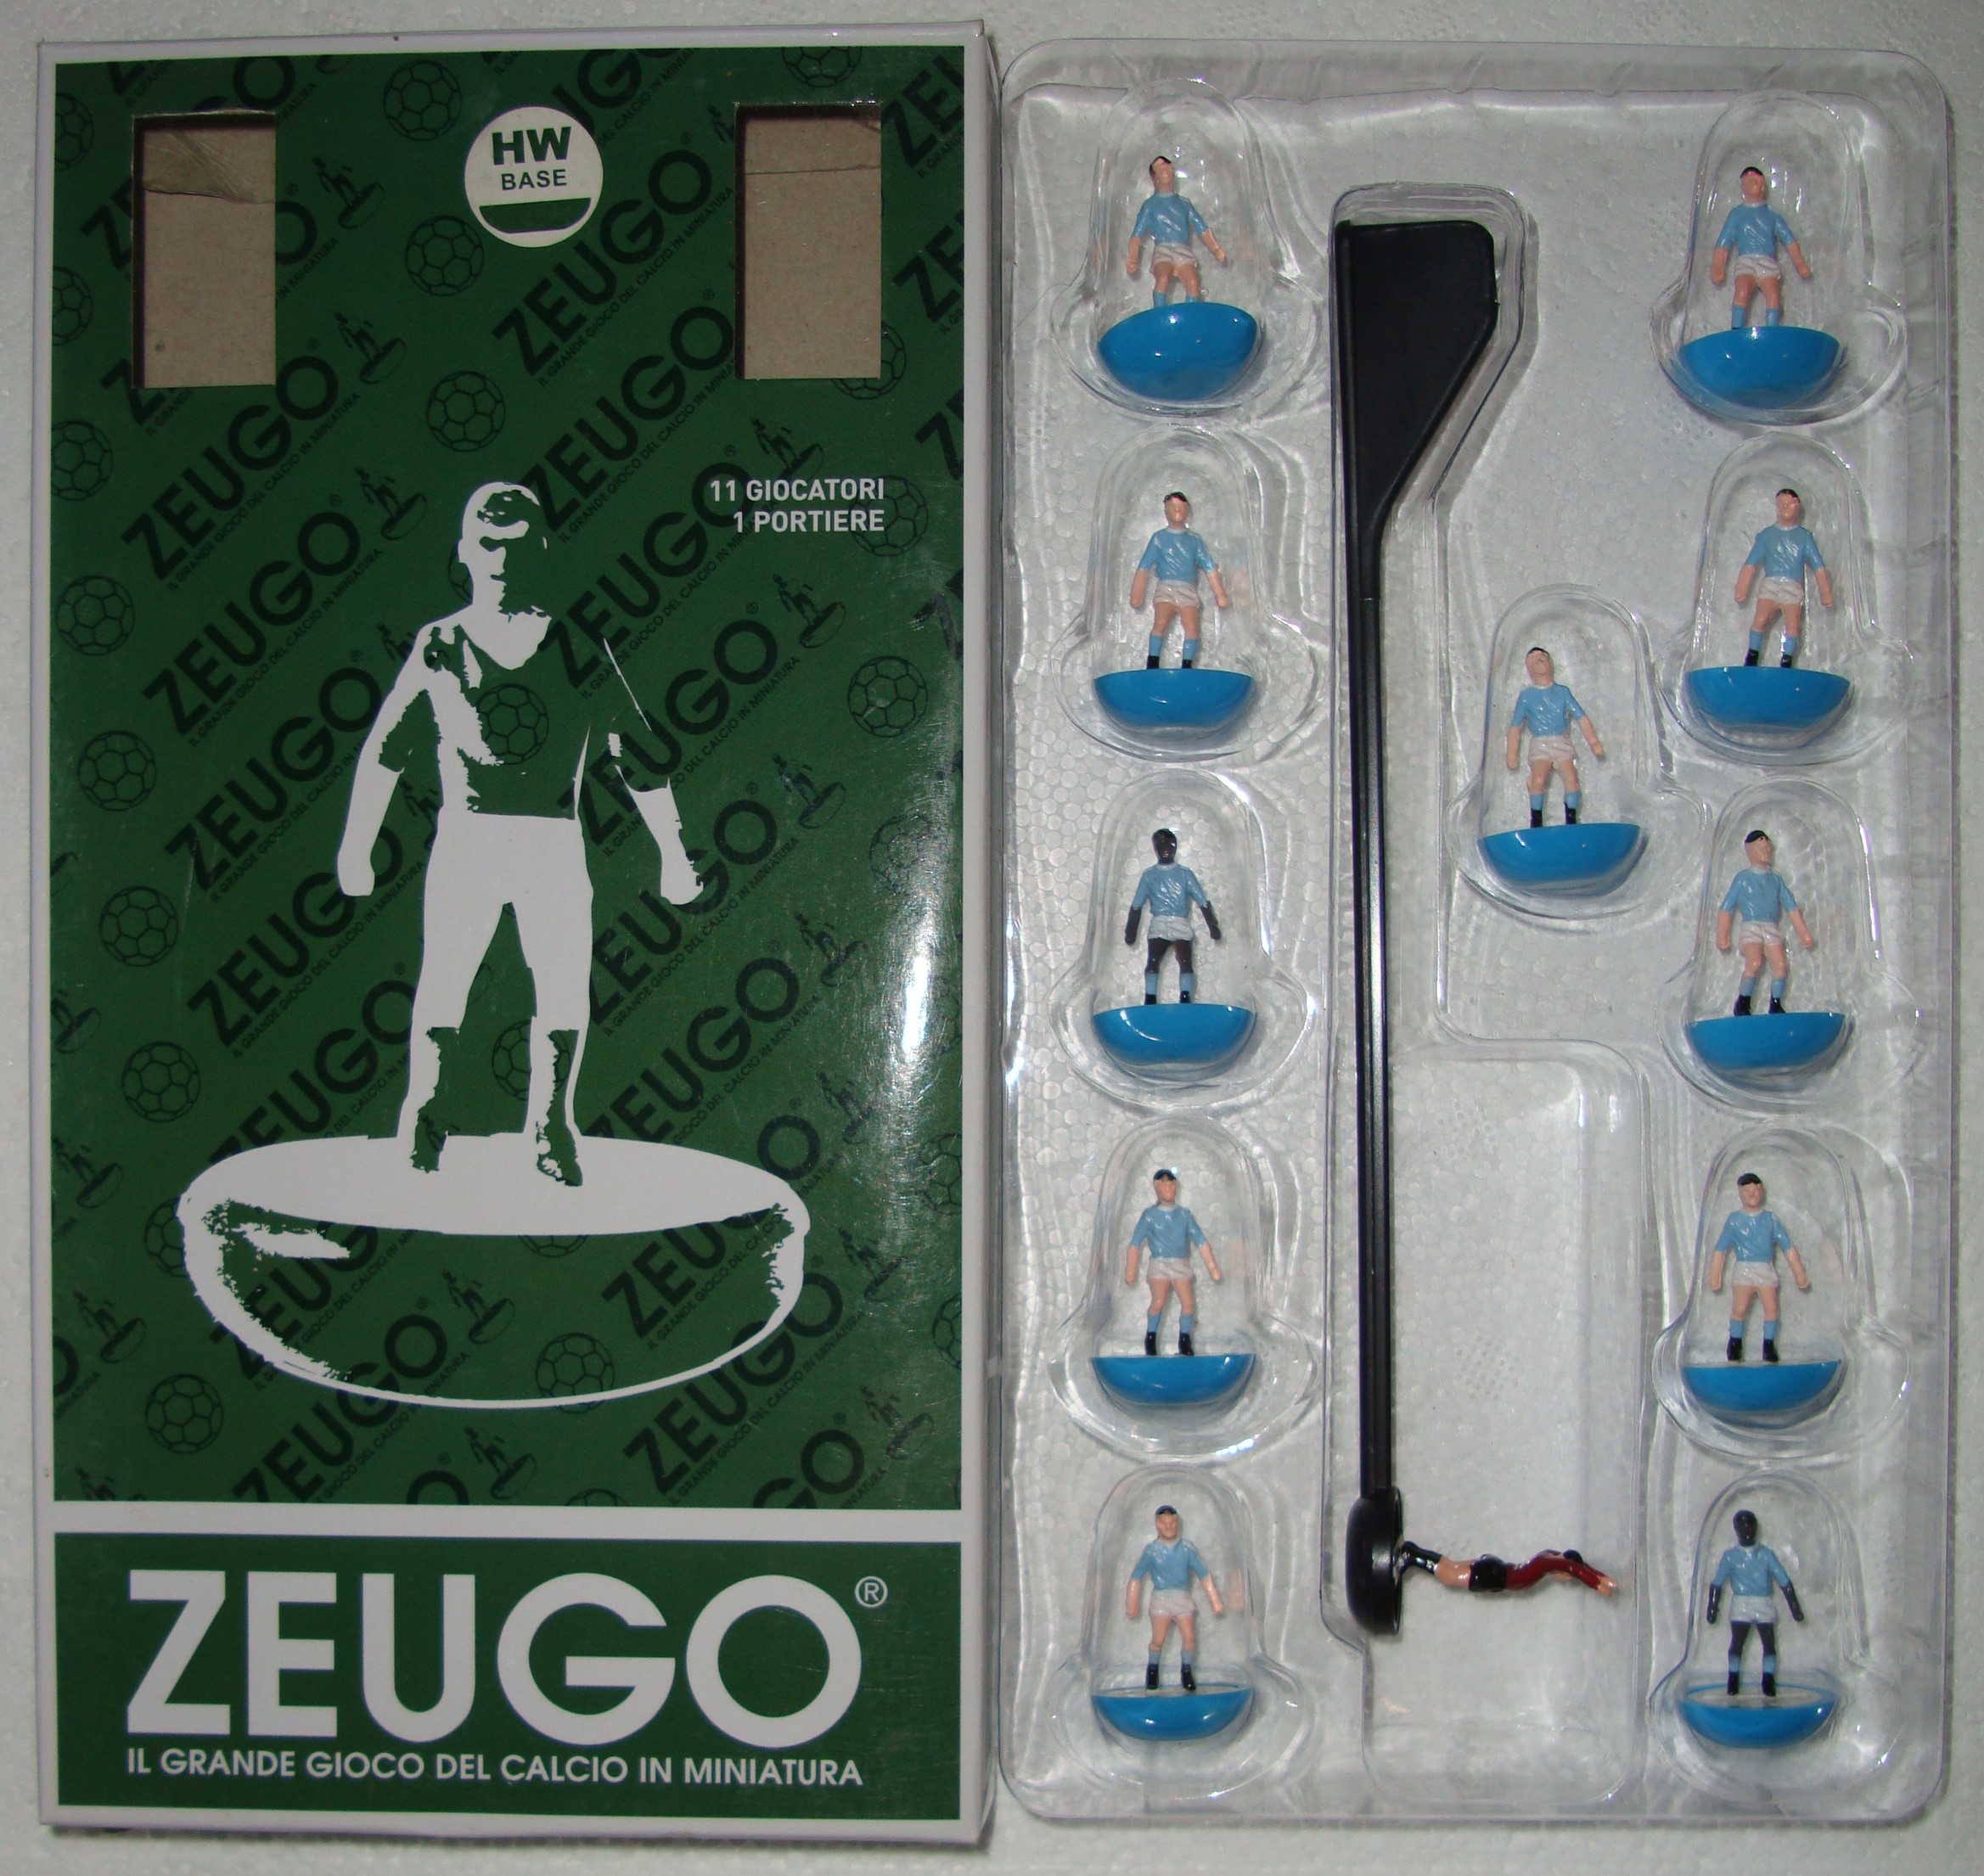 HW
BASE
11 GIOCATORI
1 PORTIERE
ZEUGO®
IL GRANDE GIOCO DEL CALCIO IN MINIATURA